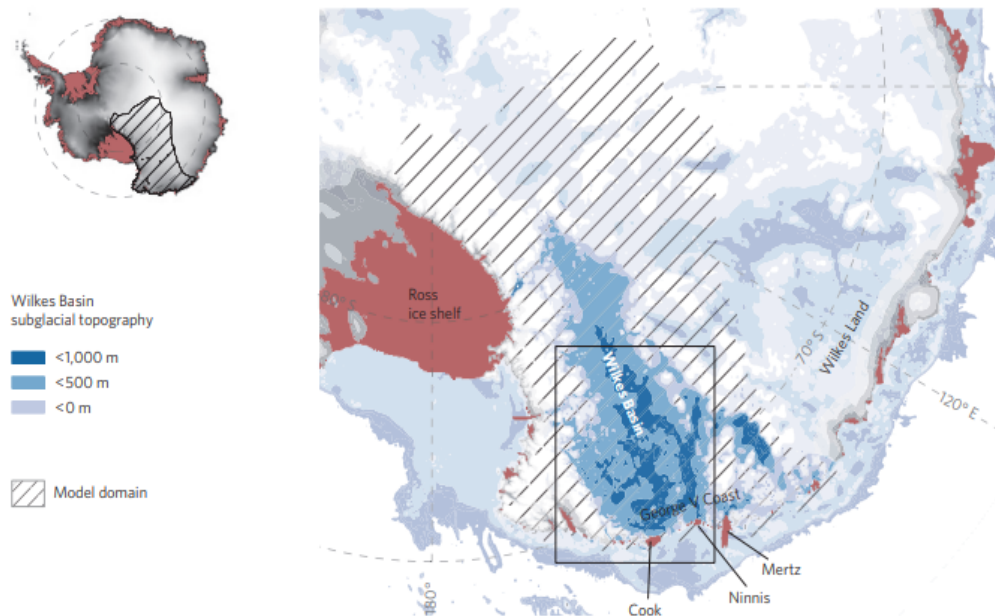 Wilkes Basin
subglacial topography
<1,000 m
<500 m
<0 m
Model domain
Ross
ice shelf
Wilkes Basin
70° S
Wilkes Land
120° E
George V Coast
Mertz
Ninnis
Cook
180°